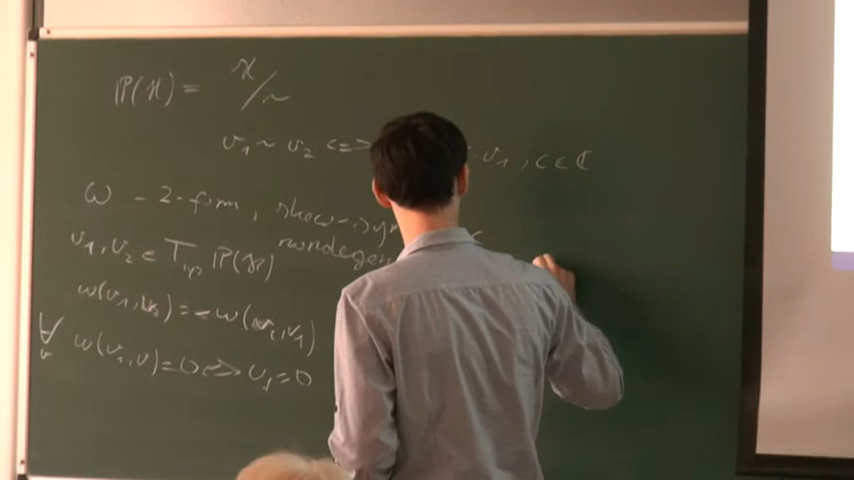 P(H) = H/~
v₁ ~ v₂ <=> v₁, c ∈ ℂ
ω - 2-form, skew-sym
nondegen
v₁, v₂ ∈ T_ψ P(H)
ω(v₁, v₂) = -ω(v₂, v₁)
∀ᵥ ω(v₁, v) = 0 <=> v₁ = 0